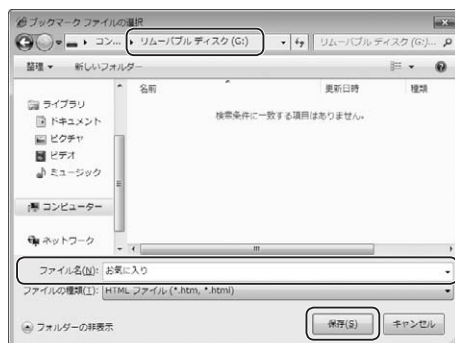 ブックマーク ファイルの選択
コン... リムーバブル ディスク (G:) リムーバブル ディスク (G:)...
整理 新しいフォルダー
名前 更新日時 種類
検索条件に一致する項目はありません。
ライブラリ
ドキュメント
ピクチャ
ビデオ
ミュージック
コンピューター
ネットワーク
ファイル名(N): お気に入り
ファイルの種類(T): HTML ファイル (*.htm, *.html)
フォルダーの非表示 保存(S) キャンセル